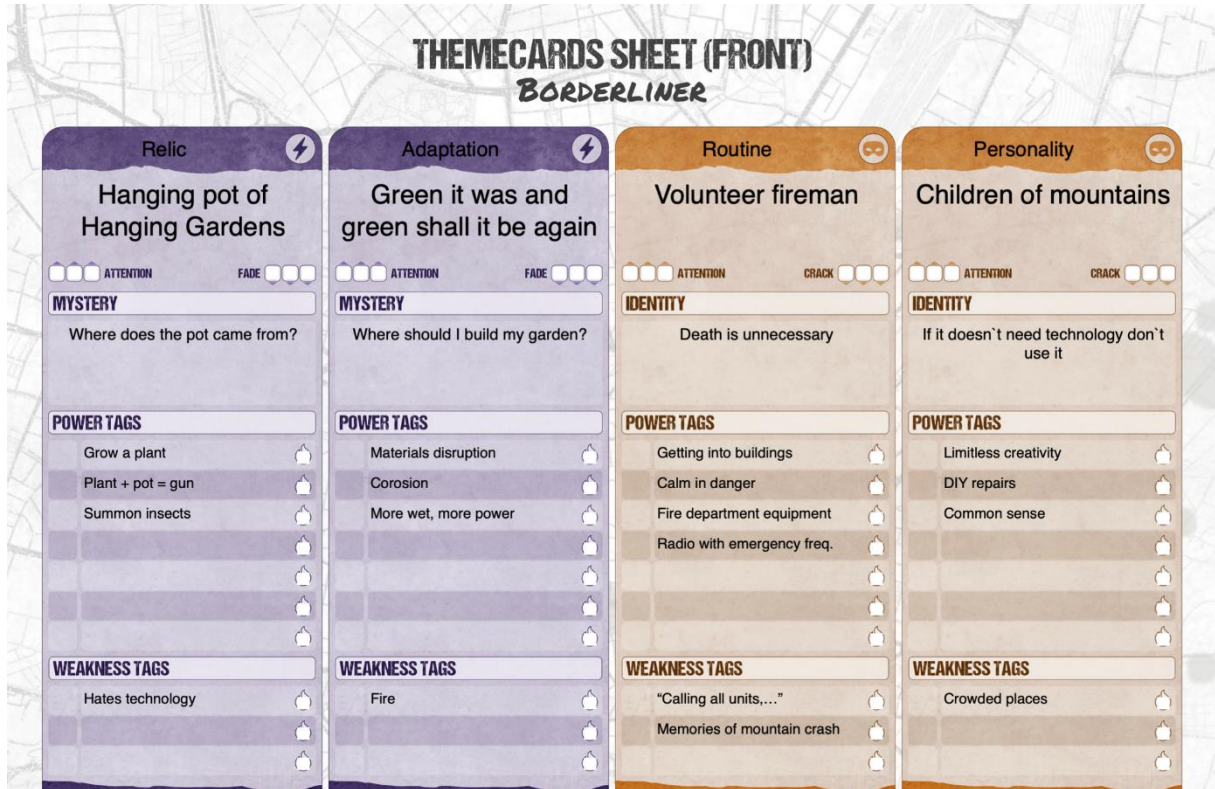 THEMECARDS SHEET (FRONT)
BORDERLINER
Relic
Hanging pot of
Hanging Gardens
ATTENTION
FADE
MYSTERY
Where does the pot came from?
POWER TAGS
Grow a plant
Plant + pot = gun
Summon insects
WEAKNESS TAGS
Hates technology
Adaptation
Green it was and
green shall it be again
ATTENTION
FADE
MYSTERY
Where should I build my garden?
POWER TAGS
Materials disruption
Corosion
More wet, more power
WEAKNESS TAGS
Fire
Routine
Volunteer fireman
ATTENTION
CRACK
IDENTITY
Death is unnecessary
POWER TAGS
Getting into buildings
Calm in danger
Fire department equipment
Radio with emergency freq.
WEAKNESS TAGS
“Calling all units,…”
Memories of mountain crash
Personality
Children of mountains
ATTENTION
CRACK
IDENTITY
If it doesn`t need technology don`t
use it
POWER TAGS
Limitless creativity
DIY repairs
Common sense
WEAKNESS TAGS
Crowded places